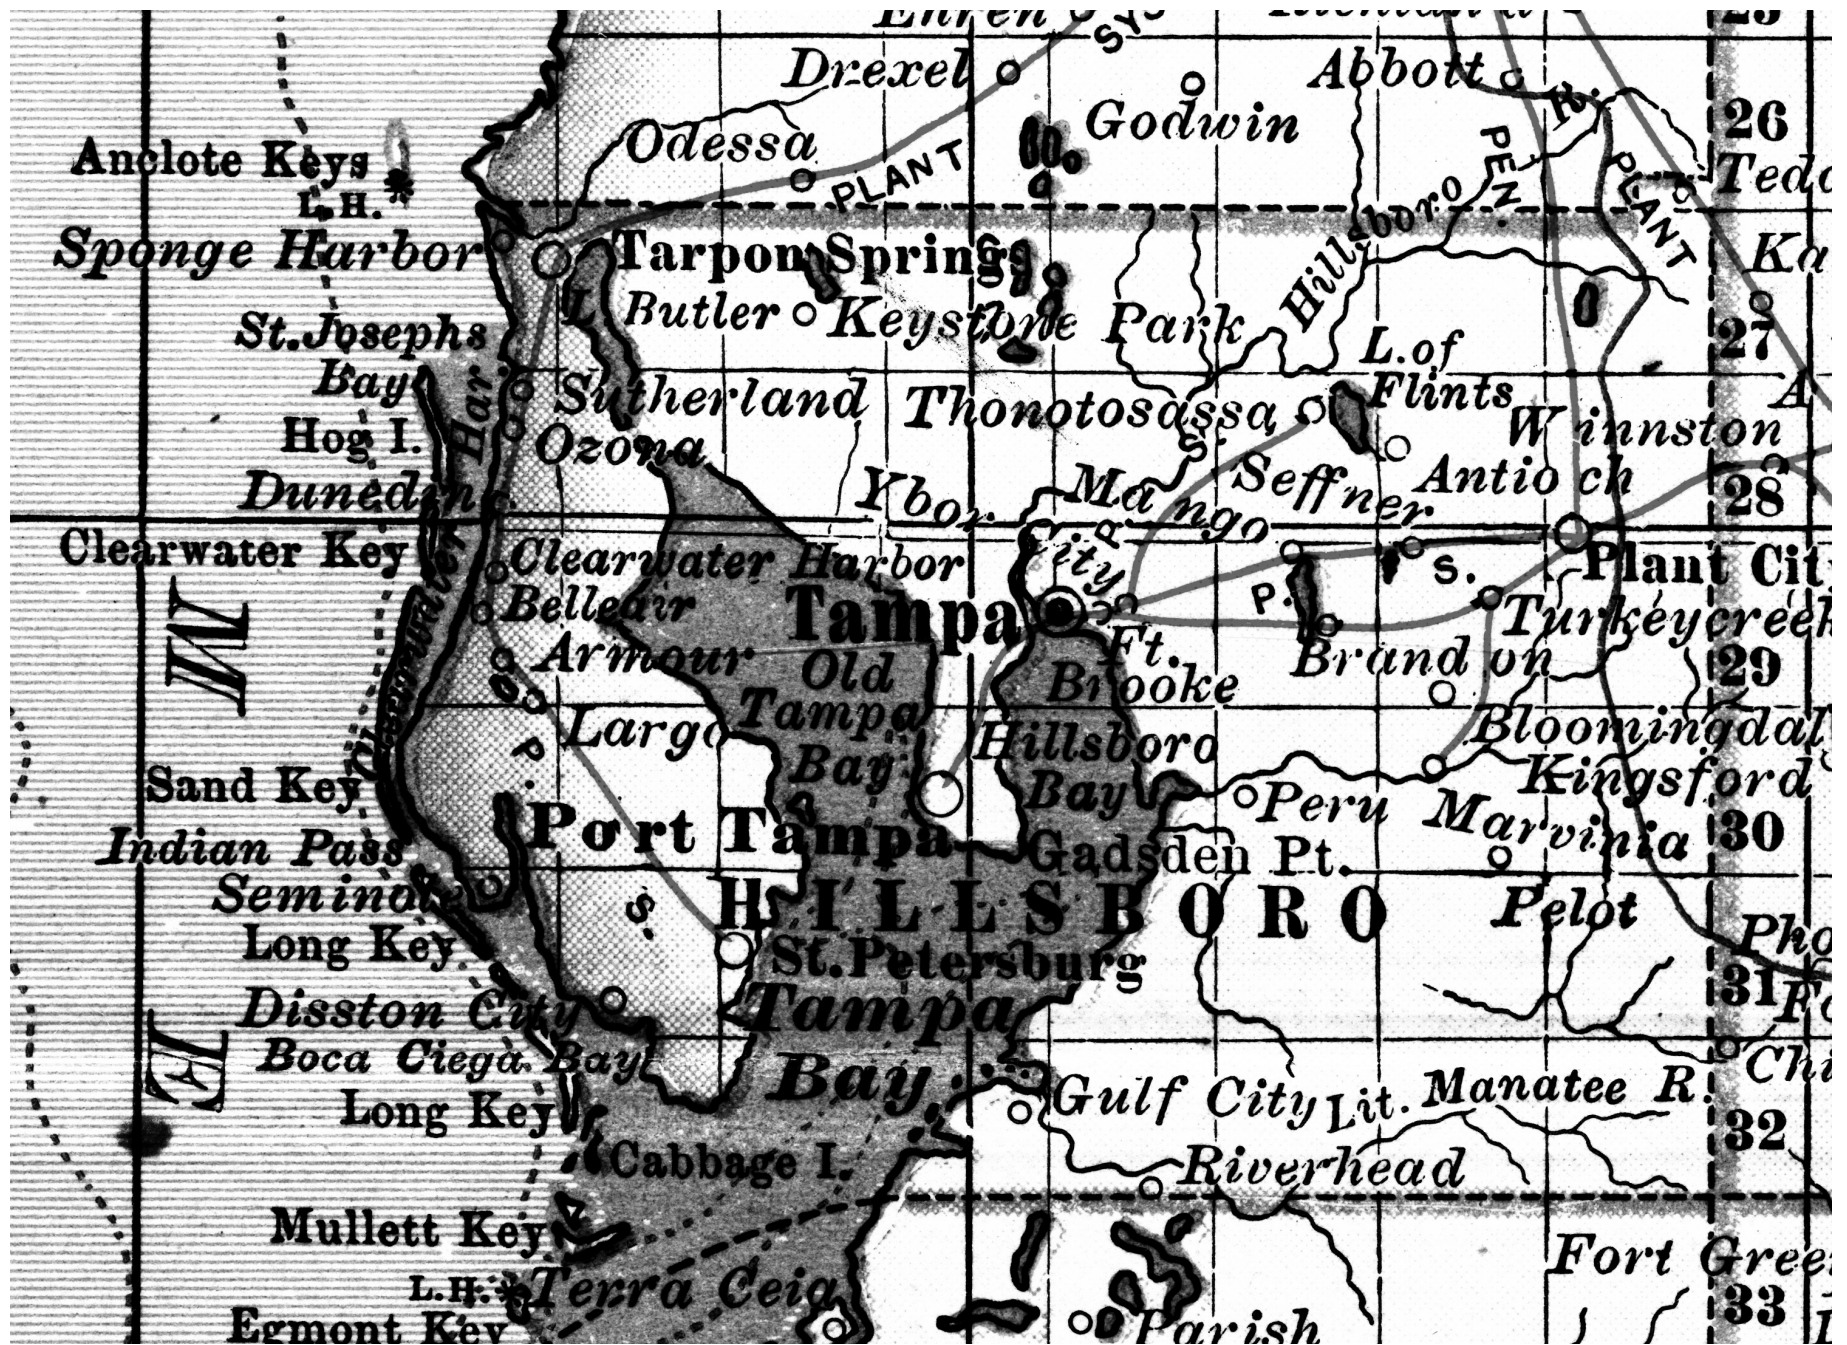 Drexel
Abbott
Godwin
R.
26
Odessa
Anclote Keys
L.H.
PLANT
PEN.
PLANT
Sponge Harbor
Tarpon Springs
Hillsboro
L. Butler
Keystone Park
27
St. Josephs
Bay
L. of
Flints
Har.
Sutherland
Thonotosassa
Winnston
Hog I.
Ozona
Dunedin
Ybor
City
Mango
Seffner
Antioch
28
R.
Clearwater Key
Clearwater Harbor
Clearwater
S.
Plant City
Belleair
Tampa
P.
Turkeycreek
W
Armour
Old
Tampa
Bay
Ft.
Brooke
Brandon
29
Largo
P.
Hillsboro
Bay
Bloomingdal
Sand Key
Kingsford
Peru
Marvinia
30
Indian Pass
Port Tampa
Gadsden Pt.
Seminole
HILLSBORO
Pelot
S.
Long Key
St. Petersburg
31
Disston City
Tampa
Bay
E
Boca Ciega Bay
Gulf City
Lit. Manatee R.
Long Key
32
Cabbage I.
Riverhead
Mullett Key
Fort Gree
L.H.
Terra Ceia
33
Egmont Key
Parish